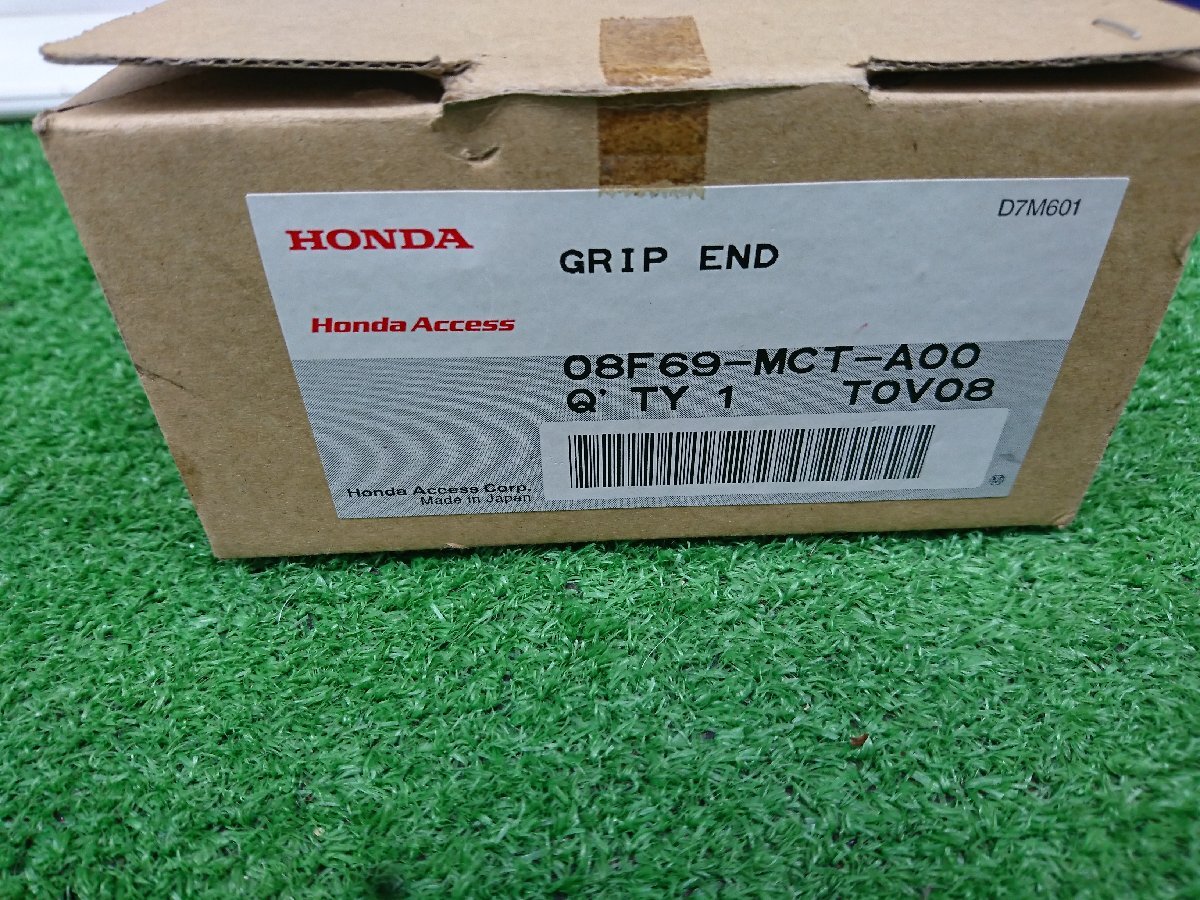 HONDA
GRIP END
D7M601
Honda Access
08F69-MCT-A00
Q'TY 1 T0V08
Honda Access Corp.
Made in Japan